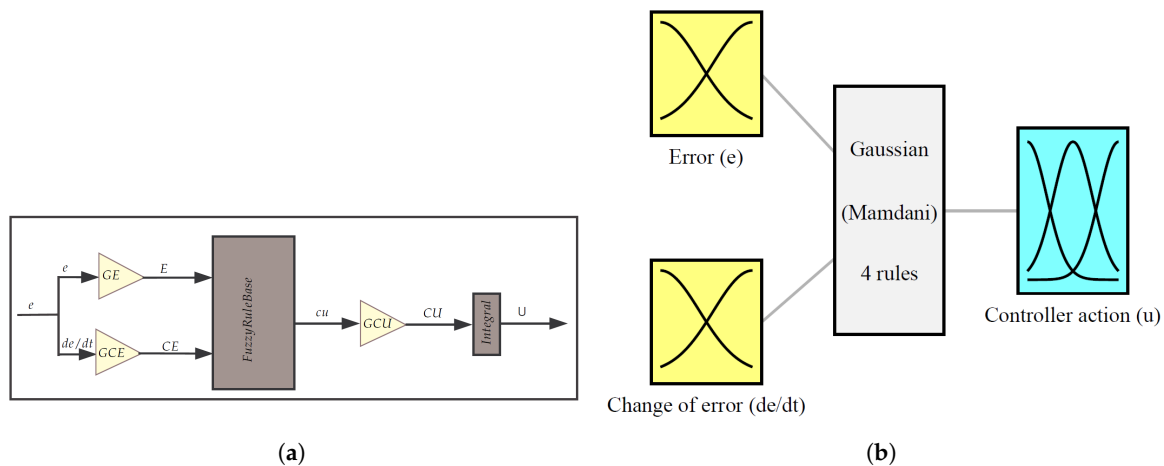 e
e
GE
E
de/dt
GCE
CE
FuzzyRuleBase
cu
GCU
CU
Integral
U
(a)
Error (e)
Change of error (de/dt)
Gaussian
(Mamdani)
4 rules
Controller action (u)
(b)